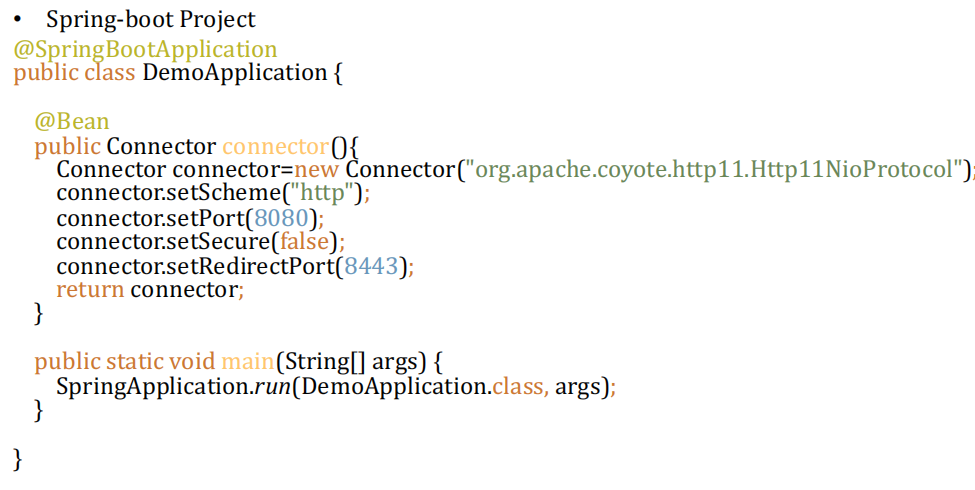 • Spring-boot Project
@SpringBootApplication
public class DemoApplication {
@Bean
public Connector connector(){
Connector connector=new Connector("org.apache.coyote.http11.Http11NioProtocol");
connector.setScheme("http");
connector.setPort(8080);
connector.setSecure(false);
connector.setRedirectPort(8443);
return connector;
}
public static void main(String[] args) {
SpringApplication.run(DemoApplication.class, args);
}
}